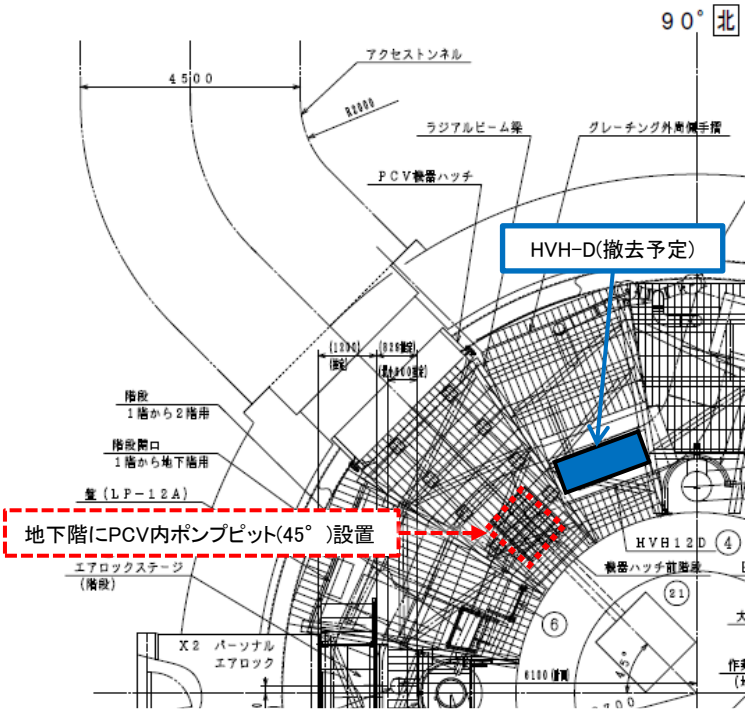 90° 北
アクセストンネル
4500
R2000
ラジアルビーム梁
グレーチング外周側手摺
PCV機器ハッチ
HVH-D(撤去予定)
(1200)
階段
1階から2階用
階段開口
1階から地下階用
盤(LP-12A)
地下階にPCV内ポンプピット(45°)設置
エアロックステージ
(階段)
HVH12D ④
機器ハッチ前階段
㉑
⑥
X2 パーソナル
エアロック
45°
6100